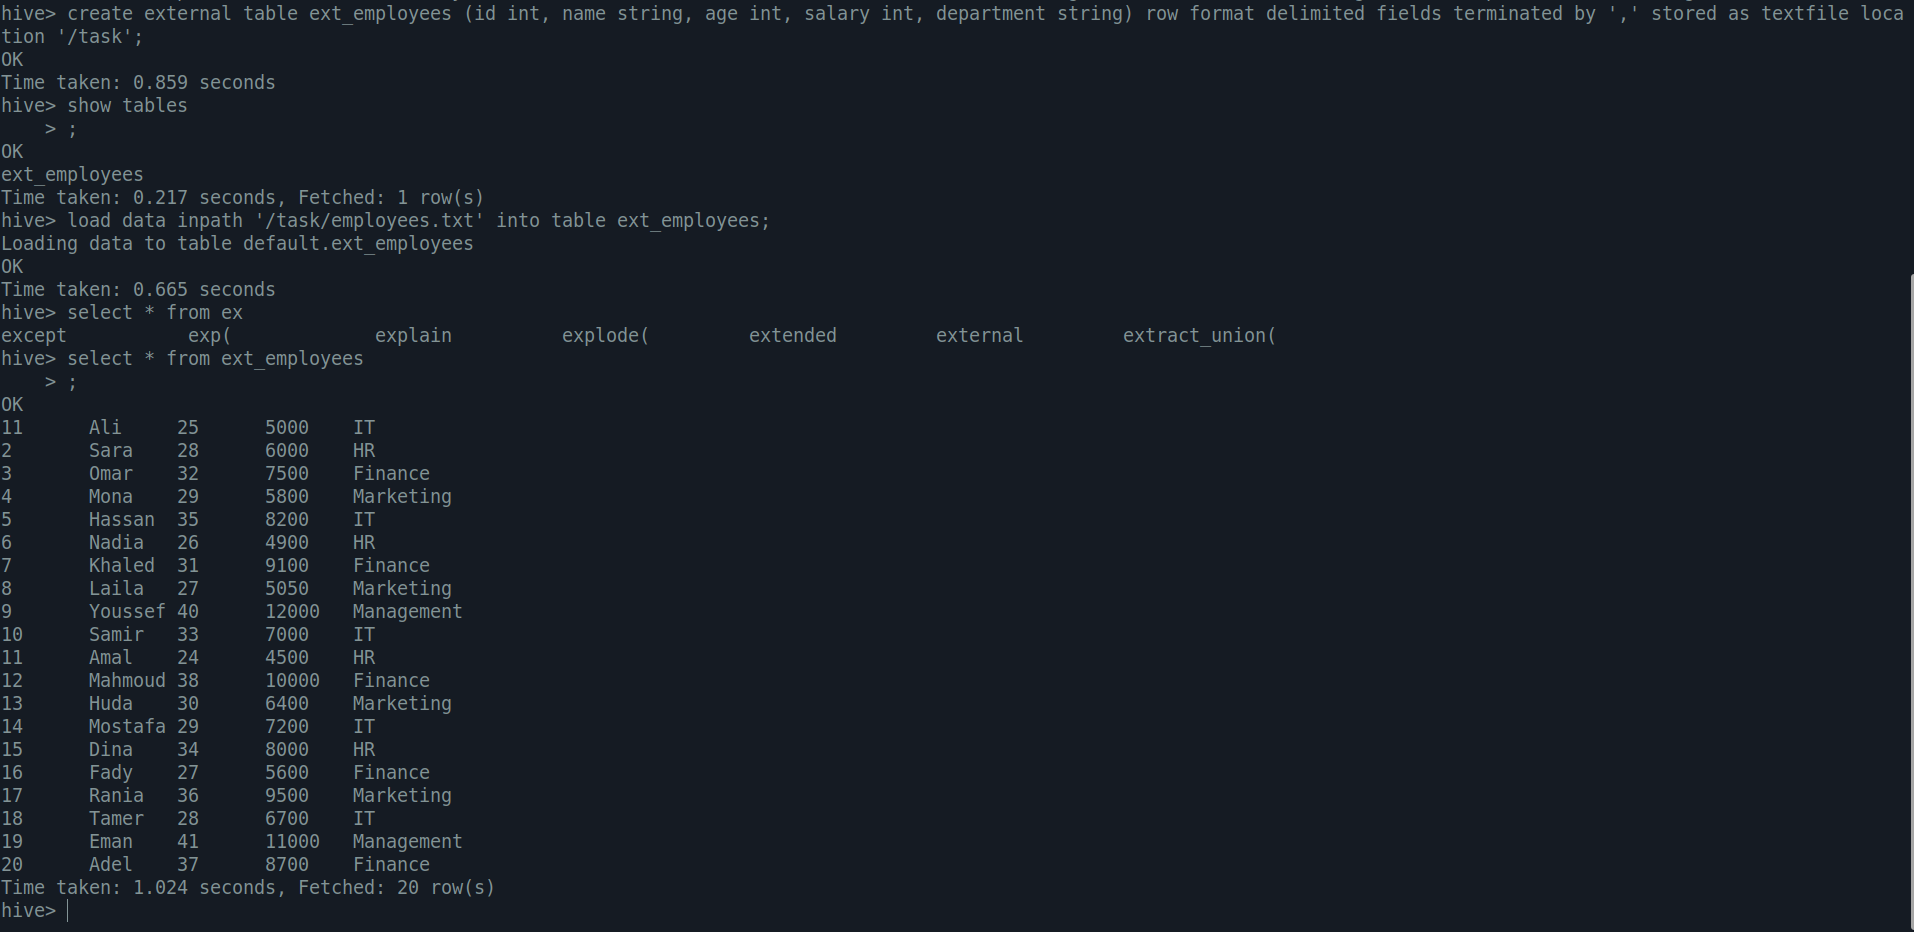 hive> create external table ext_employees (id int, name string, age int, salary int, department string) row format delimited fields terminated by ',' stored as textfile loca
tion '/task';
OK
Time taken: 0.859 seconds
hive> show tables
    > ;
OK
ext_employees
Time taken: 0.217 seconds, Fetched: 1 row(s)
hive> load data inpath '/task/employees.txt' into table ext_employees;
Loading data to table default.ext_employees
OK
Time taken: 0.665 seconds
hive> select * from ex
except           exp(             explain          explode(         extended         external         extract_union(
hive> select * from ext_employees
    > ;
OK
11      Ali     25      5000    IT
2       Sara    28      6000    HR
3       Omar    32      7500    Finance
4       Mona    29      5800    Marketing
5       Hassan  35      8200    IT
6       Nadia   26      4900    HR
7       Khaled  31      9100    Finance
8       Laila   27      5050    Marketing
9       Youssef 40      12000   Management
10      Samir   33      7000    IT
11      Amal    24      4500    HR
12      Mahmoud 38      10000   Finance
13      Huda    30      6400    Marketing
14      Mostafa 29      7200    IT
15      Dina    34      8000    HR
16      Fady    27      5600    Finance
17      Rania   36      9500    Marketing
18      Tamer   28      6700    IT
19      Eman    41      11000   Management
20      Adel    37      8700    Finance
Time taken: 1.024 seconds, Fetched: 20 row(s)
hive>